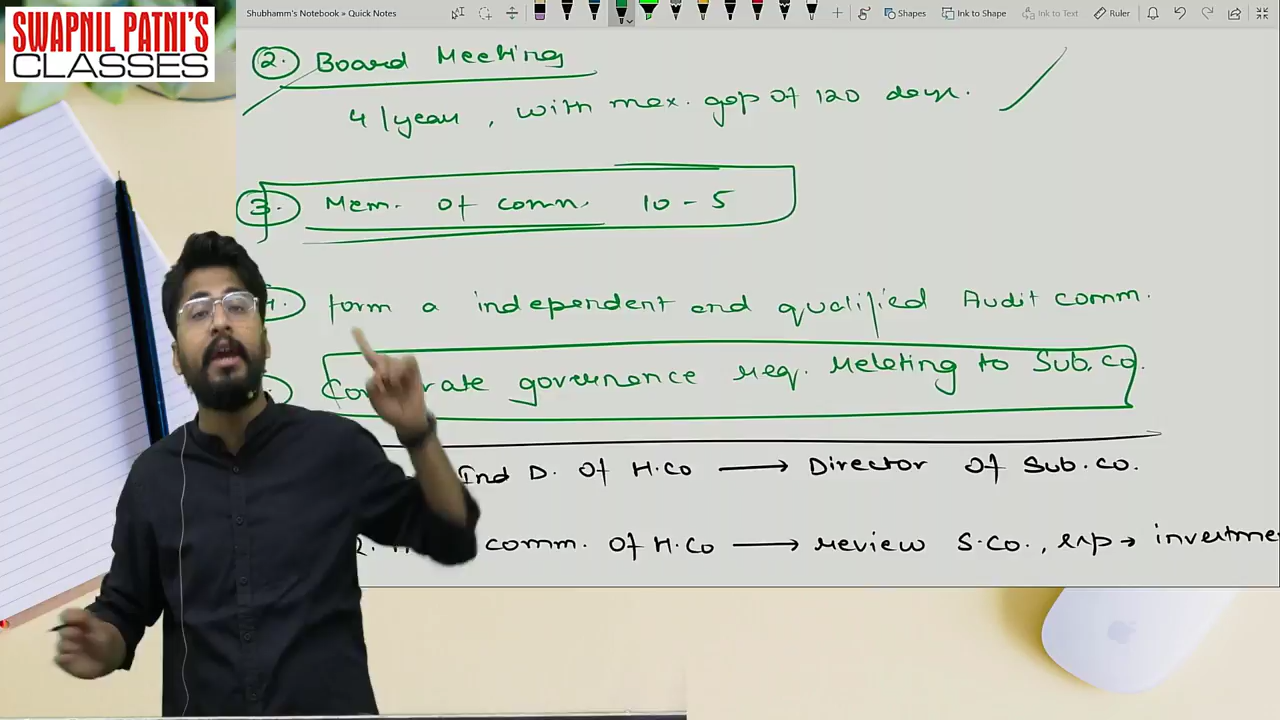 SWAPNIL PATNI'S
CLASSES
Shubhamm's Notebook » Quick Notes
Shapes
Ink to Shape
Ink to Text
Ruler
2. Board Meeting
4/year, with max. gap of 120 days.
3. Mem. of comm. 10 - 5
4. form a independent and qualified Audit comm.
governance req. relating to Sub.co.
Ind D. of H.Co → Director of Sub.co.
2. comm. of H.Co → review S.Co., esp → investme